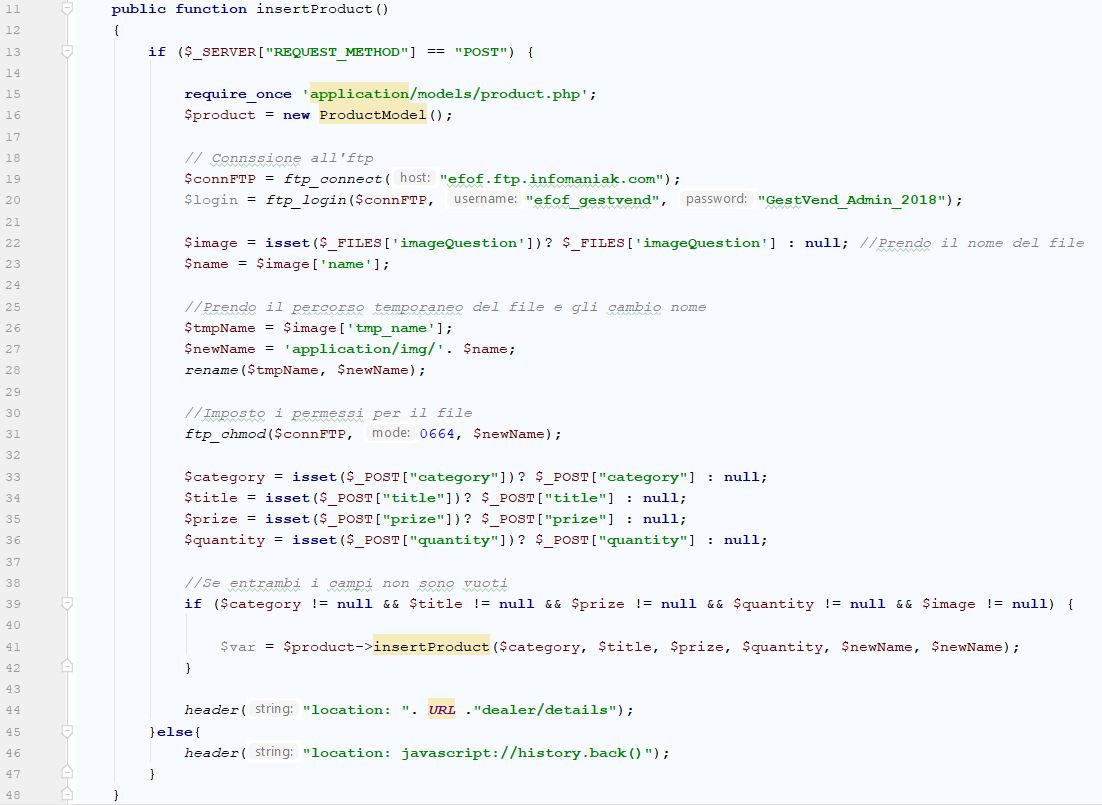 11 public function insertProduct()
12 {
13 if ($_SERVER["REQUEST_METHOD"] == "POST") {
14
15 require_once 'application/models/product.php';
16 $product = new ProductModel();
17
18 // Connssione all'ftp
19 $connFTP = ftp_connect( host: "efof.ftp.infomaniak.com");
20 $login = ftp_login($connFTP, username: "efof_gestvend", password: "GestVend_Admin_2018");
21
22 $image = isset($_FILES['imageQuestion'])? $_FILES['imageQuestion'] : null; //Prendo il nome del file
23 $name = $image['name'];
24
25 //Prendo il percorso temporaneo del file e gli cambio nome
26 $tmpName = $image['tmp_name'];
27 $newName = 'application/img/'. $name;
28 rename($tmpName, $newName);
29
30 //Imposto i permessi per il file
31 ftp_chmod($connFTP, mode: 0664, $newName);
32
33 $category = isset($_POST["category"])? $_POST["category"] : null;
34 $title = isset($_POST["title"])? $_POST["title"] : null;
35 $prize = isset($_POST["prize"])? $_POST["prize"] : null;
36 $quantity = isset($_POST["quantity"])? $_POST["quantity"] : null;
37
38 //Se entrambi i campi non sono vuoti
39 if ($category != null && $title != null && $prize != null && $quantity != null && $image != null) {
40
41 $var = $product->insertProduct($category, $title, $prize, $quantity, $newName, $newName);
42 }
43
44 header( string: "location: ". URL ."dealer/details");
45 }else{
46 header( string: "location: javascript://history.back()");
47 }
48 }